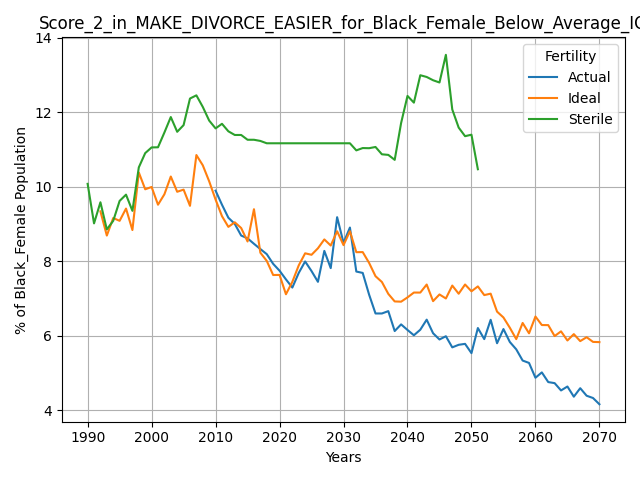 Score_2_in_MAKE_DIVORCE_EASIER_for_Black_Female_Below_Average_IQ
Fertility
Actual
Ideal
Sterile
% of Black_Female Population
14
12
10
8
6
4
1990 2000 2010 2020 2030 2040 2050 2060 2070
Years